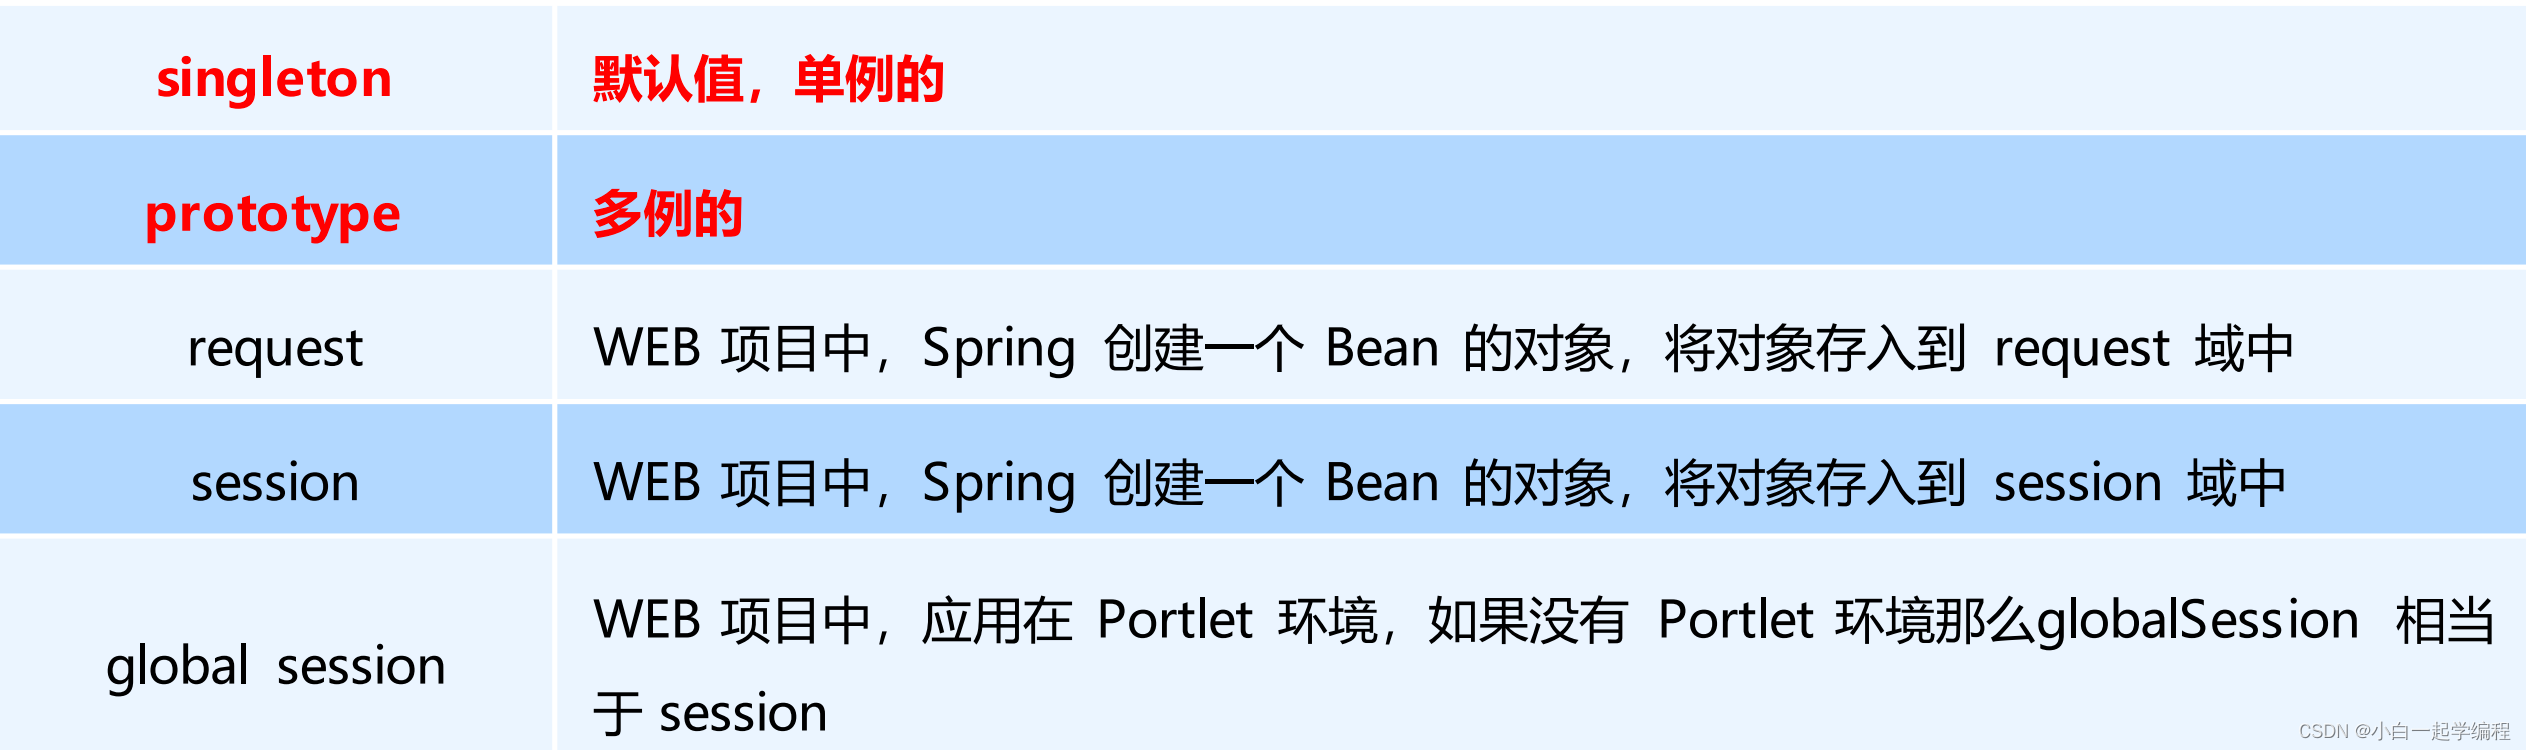 singleton 默认值，单例的
prototype 多例的
request WEB 项目中，Spring 创建一个 Bean 的对象，将对象存入到 request 域中
session WEB 项目中，Spring 创建一个 Bean 的对象，将对象存入到 session 域中
global session WEB 项目中，应用在 Portlet 环境，如果没有 Portlet 环境那么globalSession 相当
于 session
CSDN @小白一起学编程